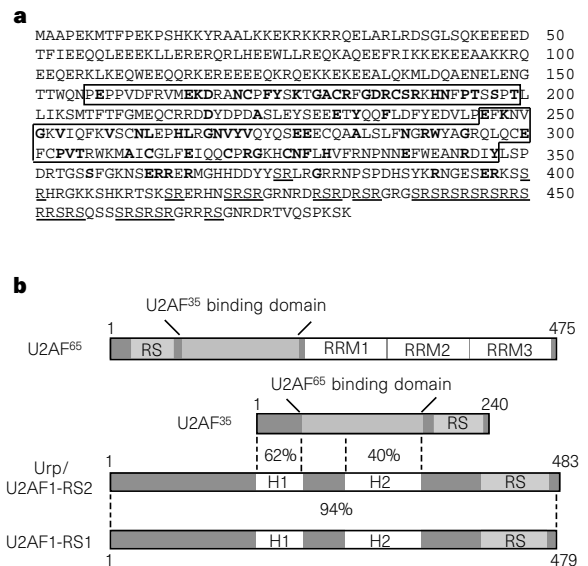 a
MAAPEKMTFPEKPSHKKYRAALKKEKRKKRRQELARLRDSGLSQKEEEED 50
TFIEEQQLEEEKLLERERQRLHEEWLLREQKAQEEFRIKKEKEEAAKKRQ 100
EEQERKLKEQWEEQQRKEREEEEQKRQEKKEKEEALQKMLDQAENELENG 150
TTWQNPEPPVDFRVMEKDRANCPFYSKTGACRFGDRCSRKHNFPTSSPTL 200
LIKSMFTTFGMEQCRRDDYDPDASLEYSEEETYQQFLDFYEDVLPEFKNV 250
GKVIQFKVSCNLEPHLRGNVYVQYQSEEECQAALSLFNGRWYAGRQLQCE 300
FCPVTRWKMAICGLFEIQQCPRGKHCNFLHVFRNPNNEFWEANRDIYLSP 350
DRTGSSFGKNSERRERMGHHDDYYSRLRGRRNPSPDHSYKRNGESERKSS 400
RHRGKKSHKRTSKSRERHNSRSRGRNRDRSRDRSRGRGSRSRSRSRSRRS 450
RRSRSQSSSRSRSRGRRRSGNRDRTVQSPKSK
b
U2AF35 binding domain
1 475
U2AF65 RS RRM1 RRM2 RRM3
U2AF65 binding domain
1 240
U2AF35 RS
62% 40%
1 483
Urp/
U2AF1-RS2 H1 H2 RS
94%
U2AF1-RS1 H1 H2 RS
1 479